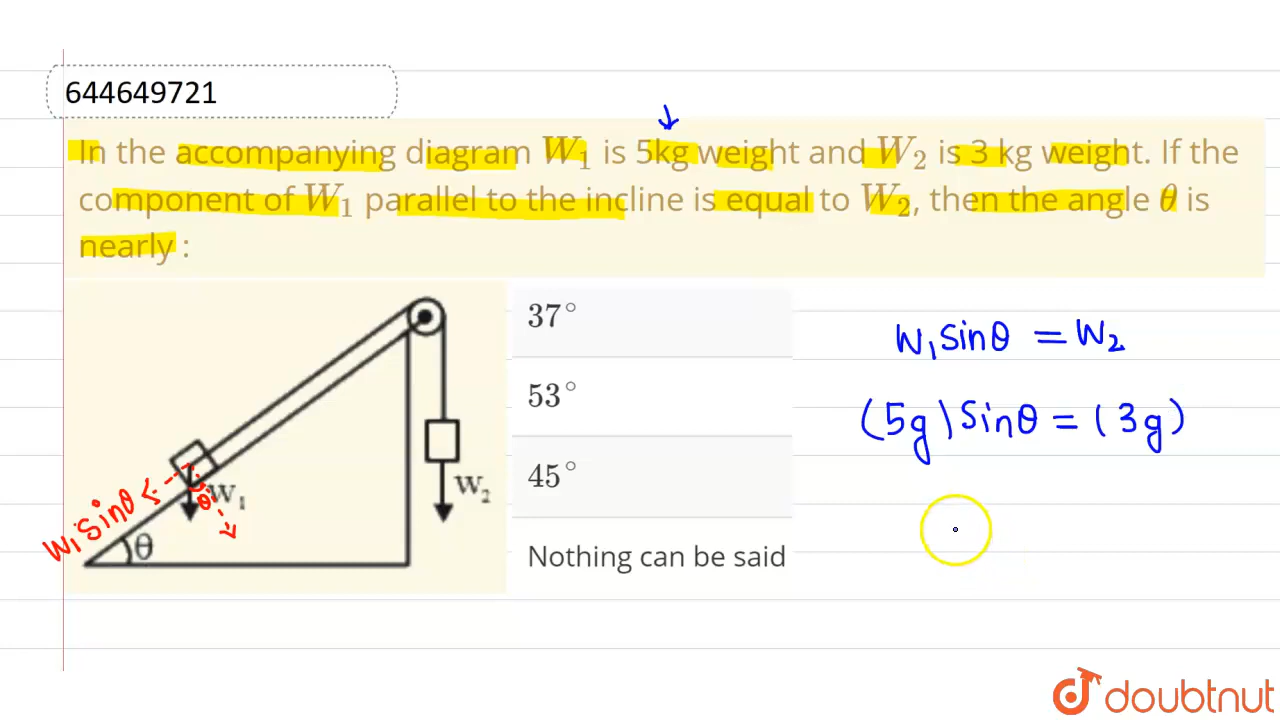 644649721
In the accompanying diagram W₁ is 5kg weight and W₂ is 3 kg weight. If the
component of W₁ parallel to the incline is equal to W₂, then the angle θ is
nearly :
37°
53°
45°
Nothing can be said
W₁ sinθ
θ
W₁
W₂
θ
W₁ sinθ = W₂
(5g) sinθ = (3g)
doubtnut